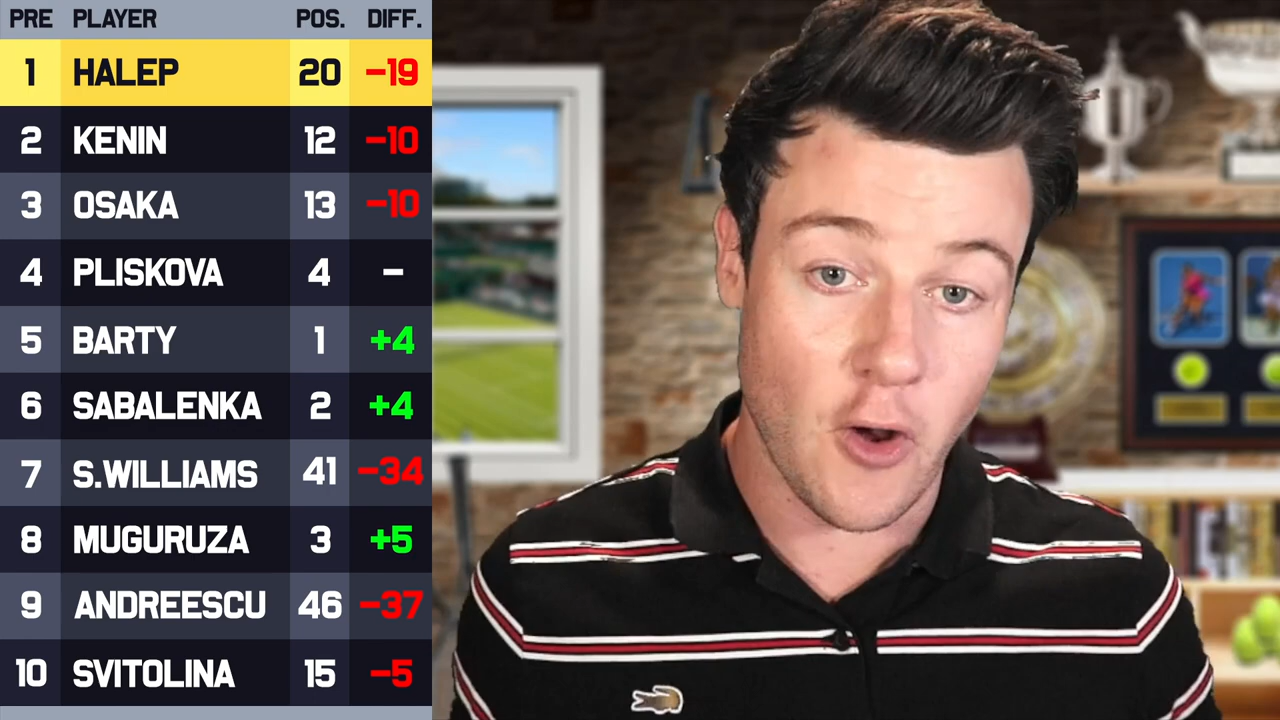 PRE PLAYER POS. DIFF.
1 HALEP 20 -19
2 KENIN 12 -10
3 OSAKA 13 -10
4 PLISKOVA 4 -
5 BARTY 1 +4
6 SABALENKA 2 +4
7 S.WILLIAMS 41 -34
8 MUGURUZA 3 +5
9 ANDREESCU 46 -37
10 SVITOLINA 15 -5